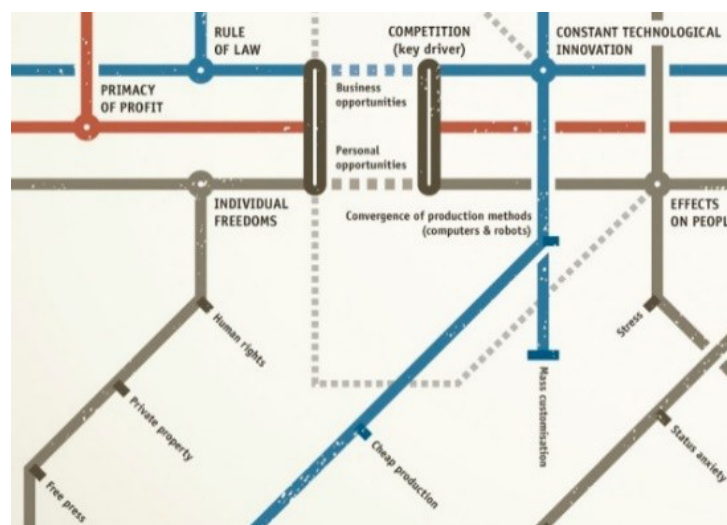 RULE
OF LAW
COMPETITION
(key driver)
CONSTANT TECHNOLOGICAL
INNOVATION
PRIMACY
OF PROFIT
Business
opportunities
Personal
opportunities
INDIVIDUAL
FREEDOMS
Convergence of production methods
(computers & robots)
EFFECTS
ON PEOPL
Human rights
Stress
Private property
Mass customisation
Cheap production
Status anxiety
Free press